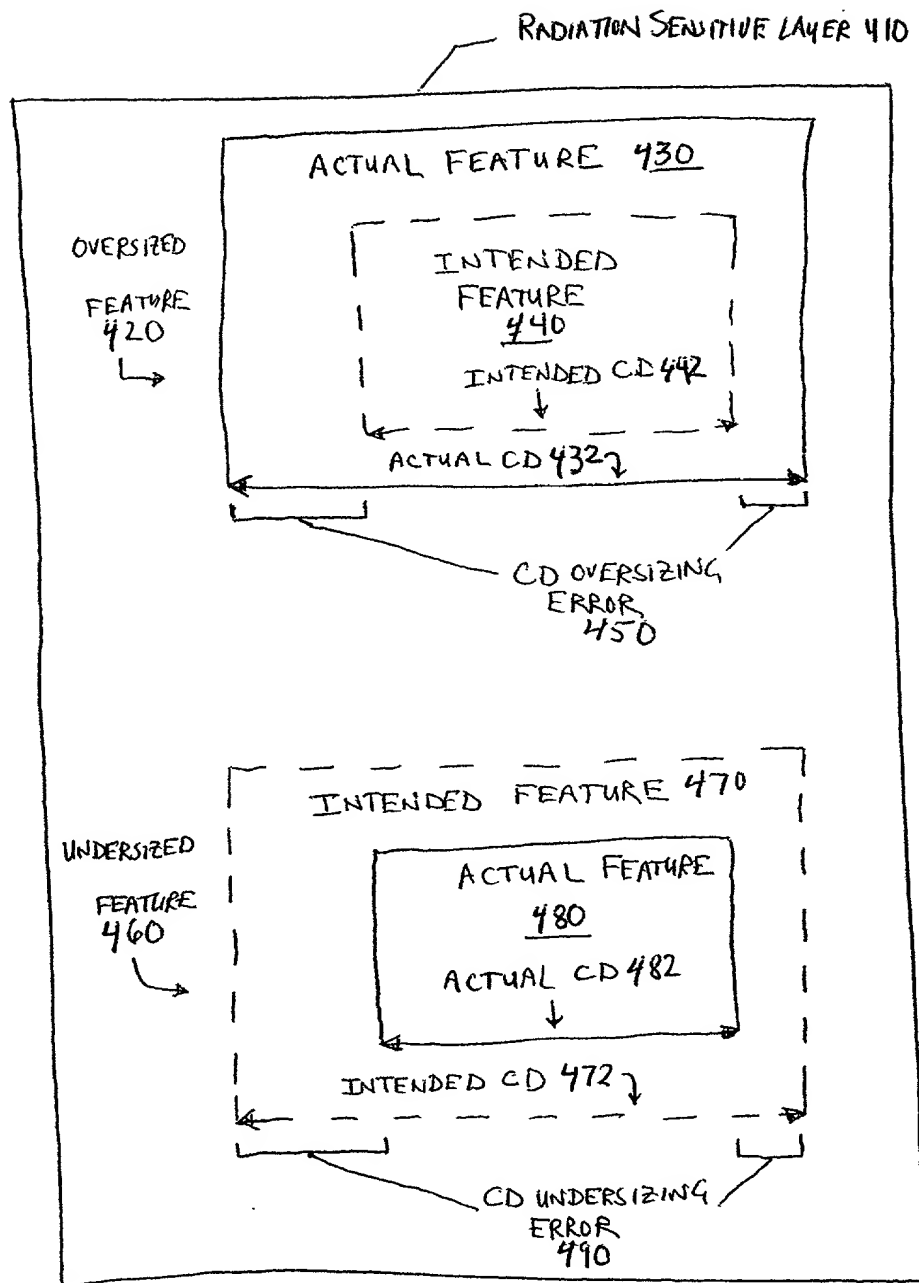 RADIATION SENSITIVE LAYER 410
ACTUAL FEATURE 430
OVERSIZED
FEATURE
420
INTENDED
FEATURE
440
INTENDED CD 442
ACTUAL CD 432
CD OVERSIZING
ERROR
450
INTENDED FEATURE 470
UNDERSIZED
FEATURE
460
ACTUAL FEATURE
480
ACTUAL CD 482
INTENDED CD 472
CD UNDERSIZING
ERROR
490